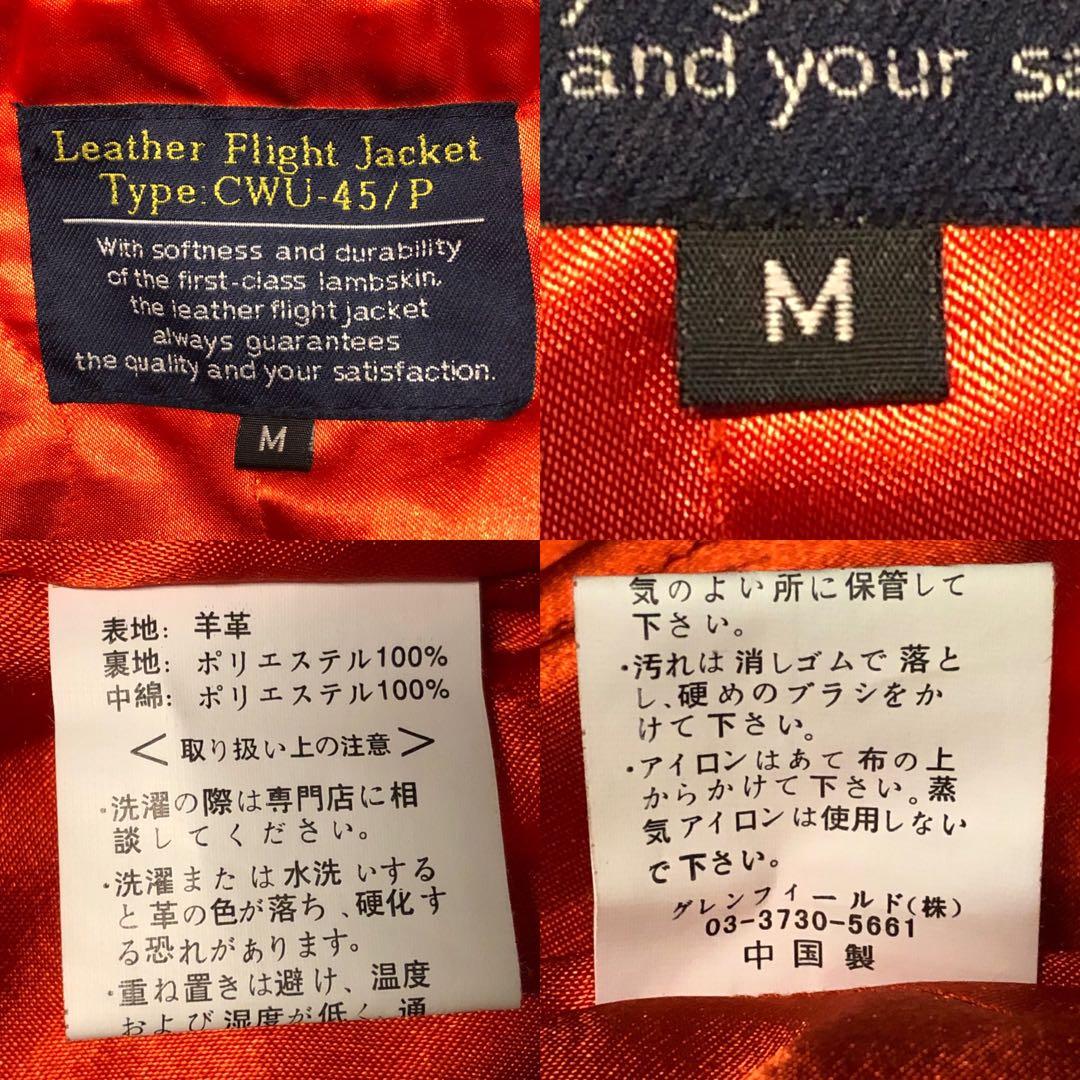 Leather Flight Jacket
Type:CWU-45/P
With softness and durability
of the first-class lambskin,
the leather flight jacket
always guarantees
the quality and your satisfaction.
M
and your
M
表地: 羊革
裏地: ポリエステル100%
中綿: ポリエステル100%
＜取り扱い上の注意＞
・洗濯の際は専門店に相
談してください。
・洗濯または水洗いする
と革の色が落ち、硬化す
る恐れがあります。
・重ね置きは避け、温度
および湿度が低く、通
気のよい所に保管して
下さい。
・汚れは消しゴムで落と
し、硬めのブラシをか
けて下さい。
・アイロンはあて布の上
からかけて下さい。蒸
気アイロンは使用しない
で下さい。
グレンフィールド(株)
03-3730-5661
中国製